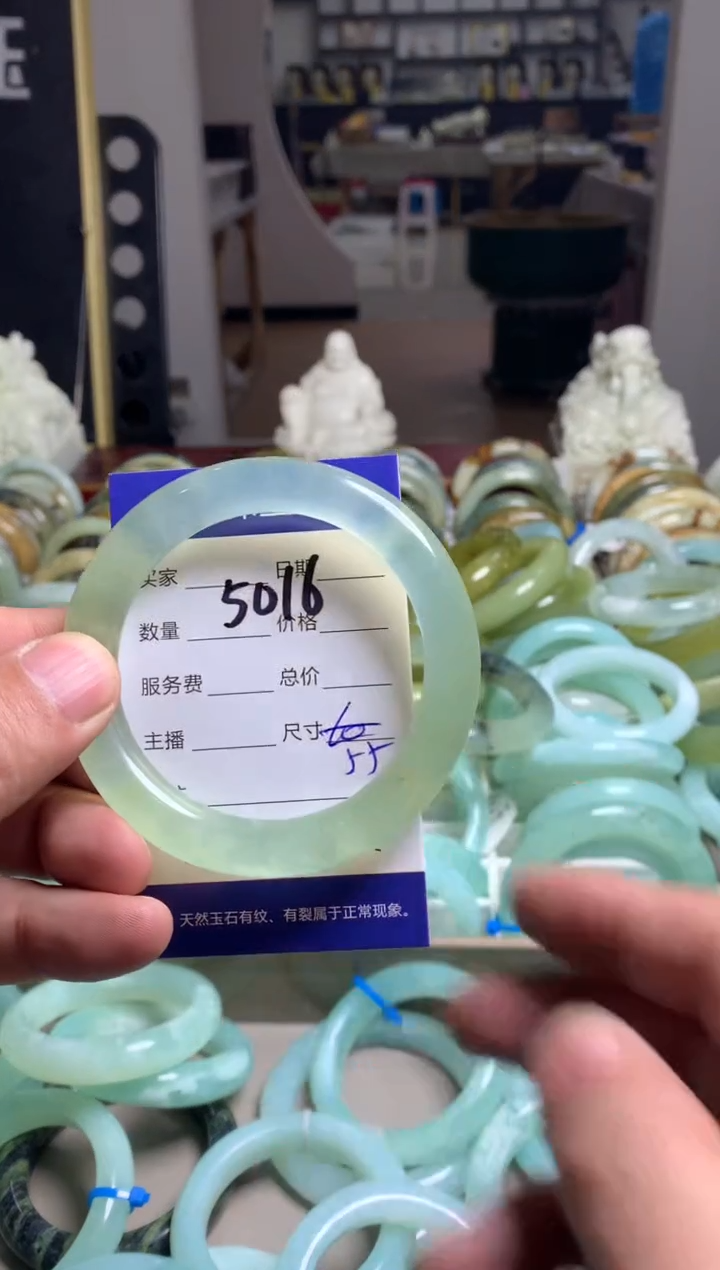 买家 日期
5016
数量 价格
服务费 总价
主播 尺寸
55
天然玉石有纹、有裂属于正常现象。